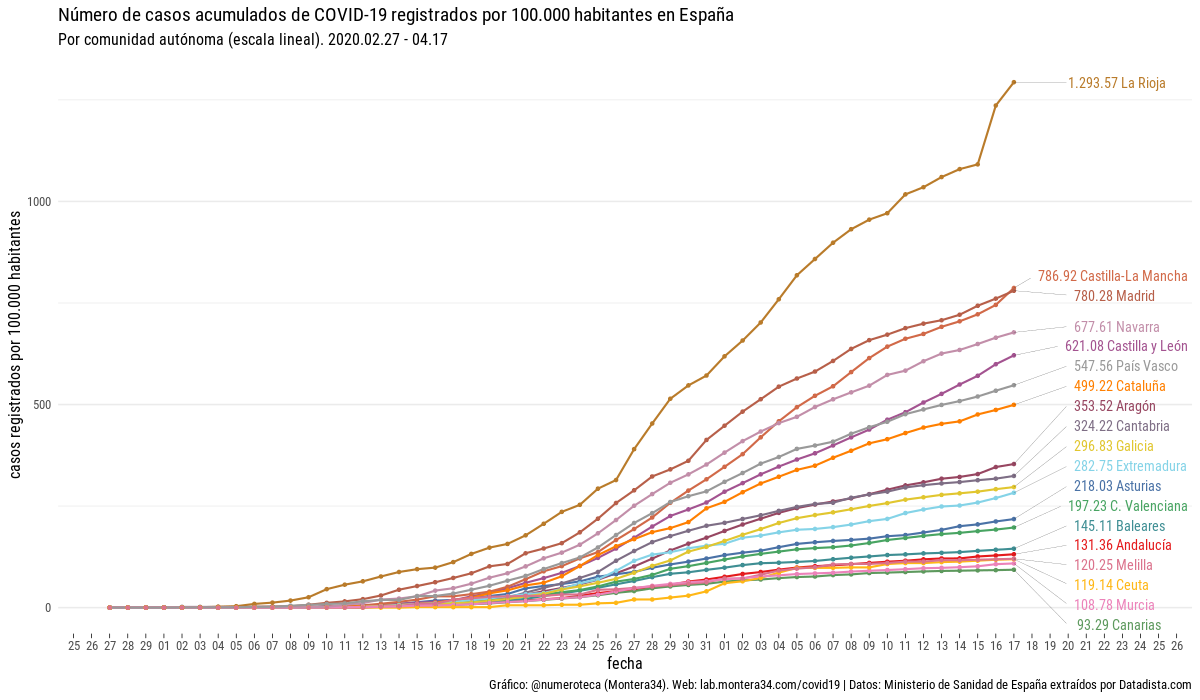 Número de casos acumulados de COVID-19 registrados por 100.000 habitantes en España
Por comunidad autónoma (escala lineal). 2020.02.27 - 04.17
casos registrados por 100.000 habitantes
1000
500
0
1.293.57 La Rioja
786.92 Castilla-La Mancha
780.28 Madrid
677.61 Navarra
621.08 Castilla y León
547.56 País Vasco
499.22 Cataluña
353.52 Aragón
324.22 Cantabria
296.83 Galicia
282.75 Extremadura
218.03 Asturias
197.23 C. Valenciana
145.11 Baleares
131.36 Andalucía
120.25 Melilla
119.14 Ceuta
108.78 Murcia
93.29 Canarias
25 26 27 28 29 01 02 03 04 05 06 07 08 09 10 11 12 13 14 15 16 17 18 19 20 21 22 23 24 25 26 27 28 29 30 31 01 02 03 04 05 06 07 08 09 10 11 12 13 14 15 16 17 18 19 20 21 22 23 24 25 26
fecha
Gráfico: @numeroteca (Montera34). Web: lab.montera34.com/covid19 | Datos: Ministerio de Sanidad de España extraídos por Datadista.com